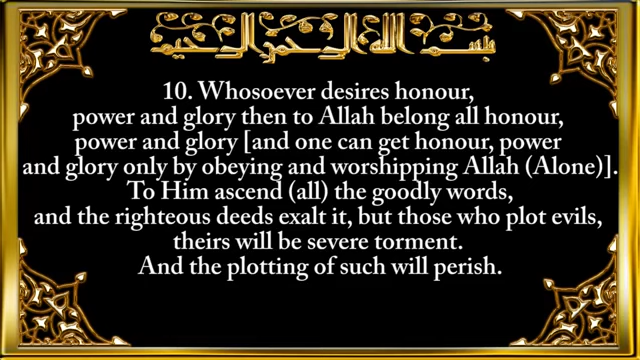 بسم الله الرحمن الرحيم
10. Whosoever desires honour,
power and glory then to Allah belong all honour,
power and glory [and one can get honour, power
and glory only by obeying and worshipping Allah (Alone)].
To Him ascend (all) the goodly words,
and the righteous deeds exalt it, but those who plot evils,
theirs will be severe torment.
And the plotting of such will perish.